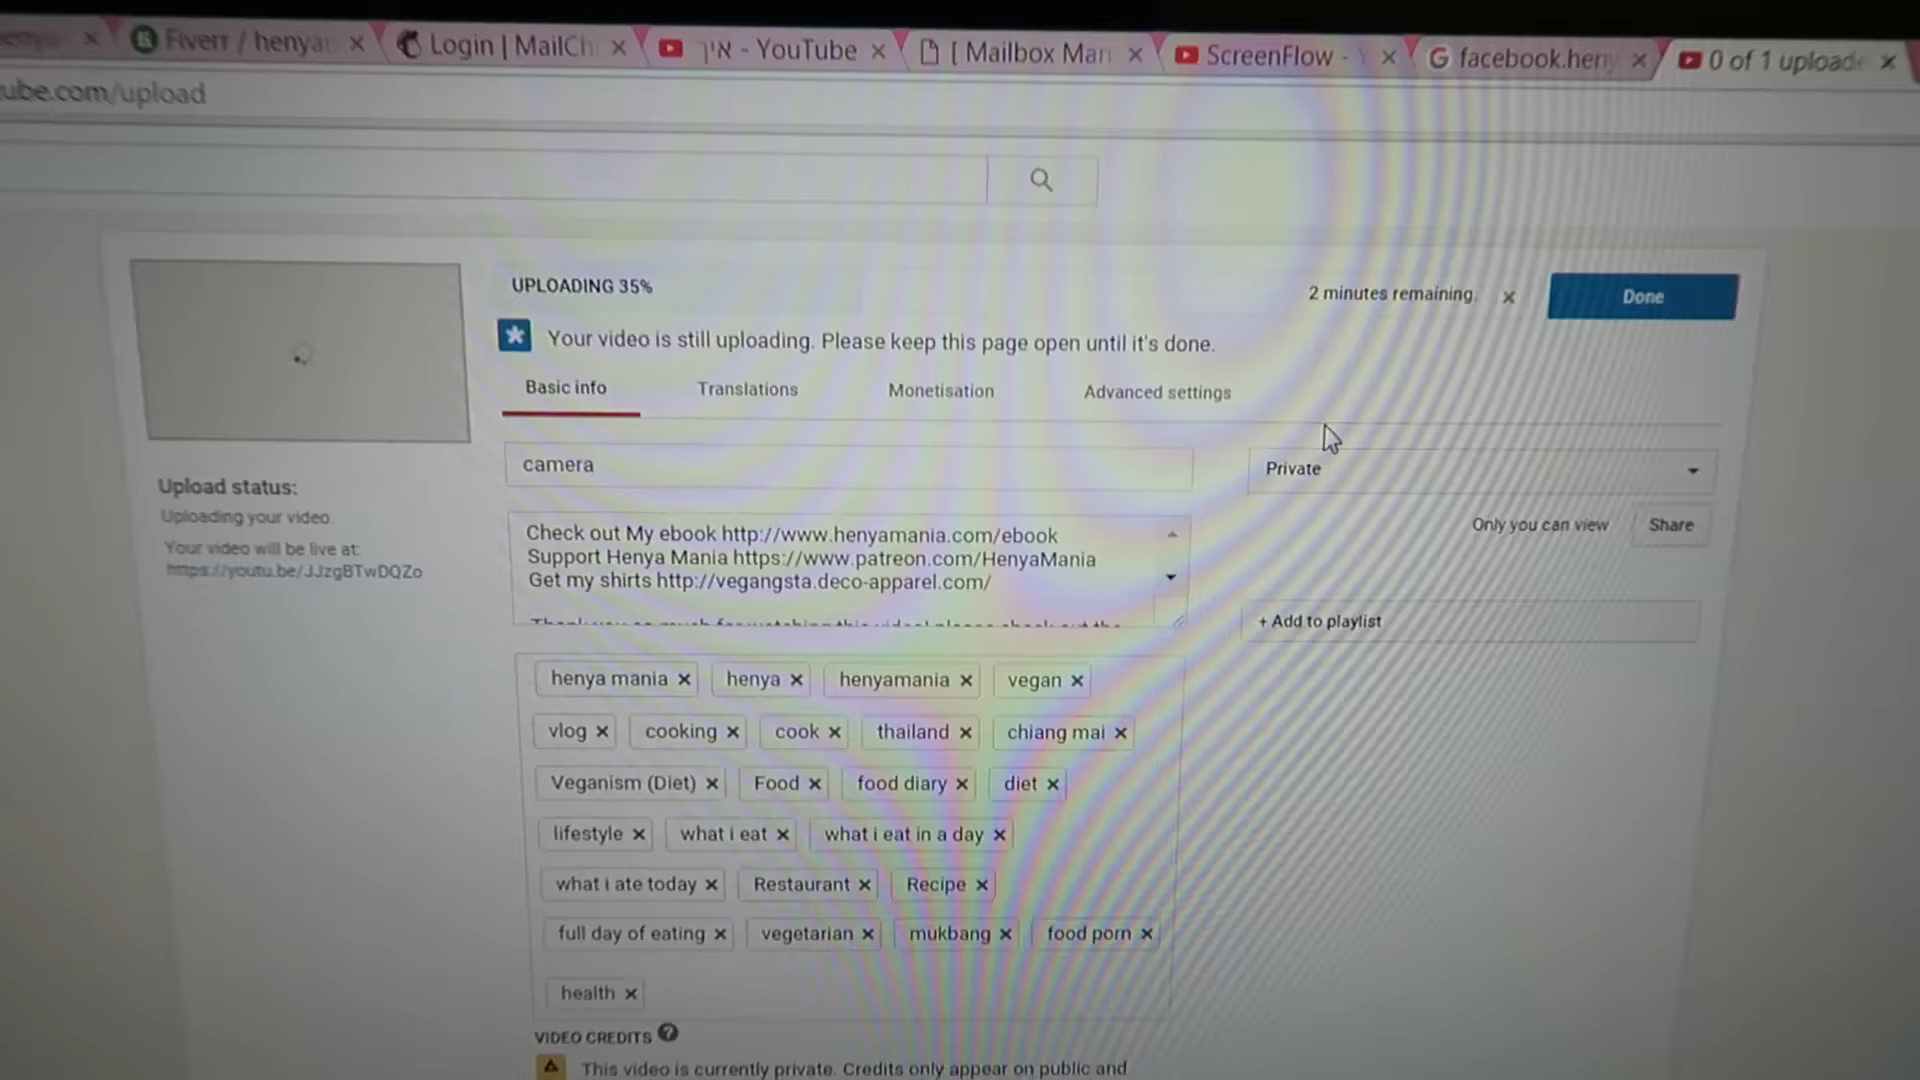 Fiverr / henyar
Login | MailCh
איך - YouTube
[ Mailbox Man
ScreenFlow - Y
facebook.heny
0 of 1 uploade
ube.com/upload
UPLOADING 35%
2 minutes remaining.
Done
Your video is still uploading. Please keep this page open until it's done.
Basic info
Translations
Monetisation
Advanced settings
camera
Private
Upload status:
Uploading your video.
Your video will be live at:
https://youtu.be/JJzgBTwDQZo
Only you can view
Share
Check out My ebook http://www.henyamania.com/ebook
Support Henya Mania https://www.patreon.com/HenyaMania
Get my shirts http://vegangsta.deco-apparel.com/
+ Add to playlist
henya mania henya henyamania vegan
vlog cooking cook thailand chiang mai
Veganism (Diet) Food food diary diet
lifestyle what i eat what i eat in a day
what i ate today Restaurant Recipe
full day of eating vegetarian mukbang food porn
health
VIDEO CREDITS ?
This video is currently private. Credits only appear on public and